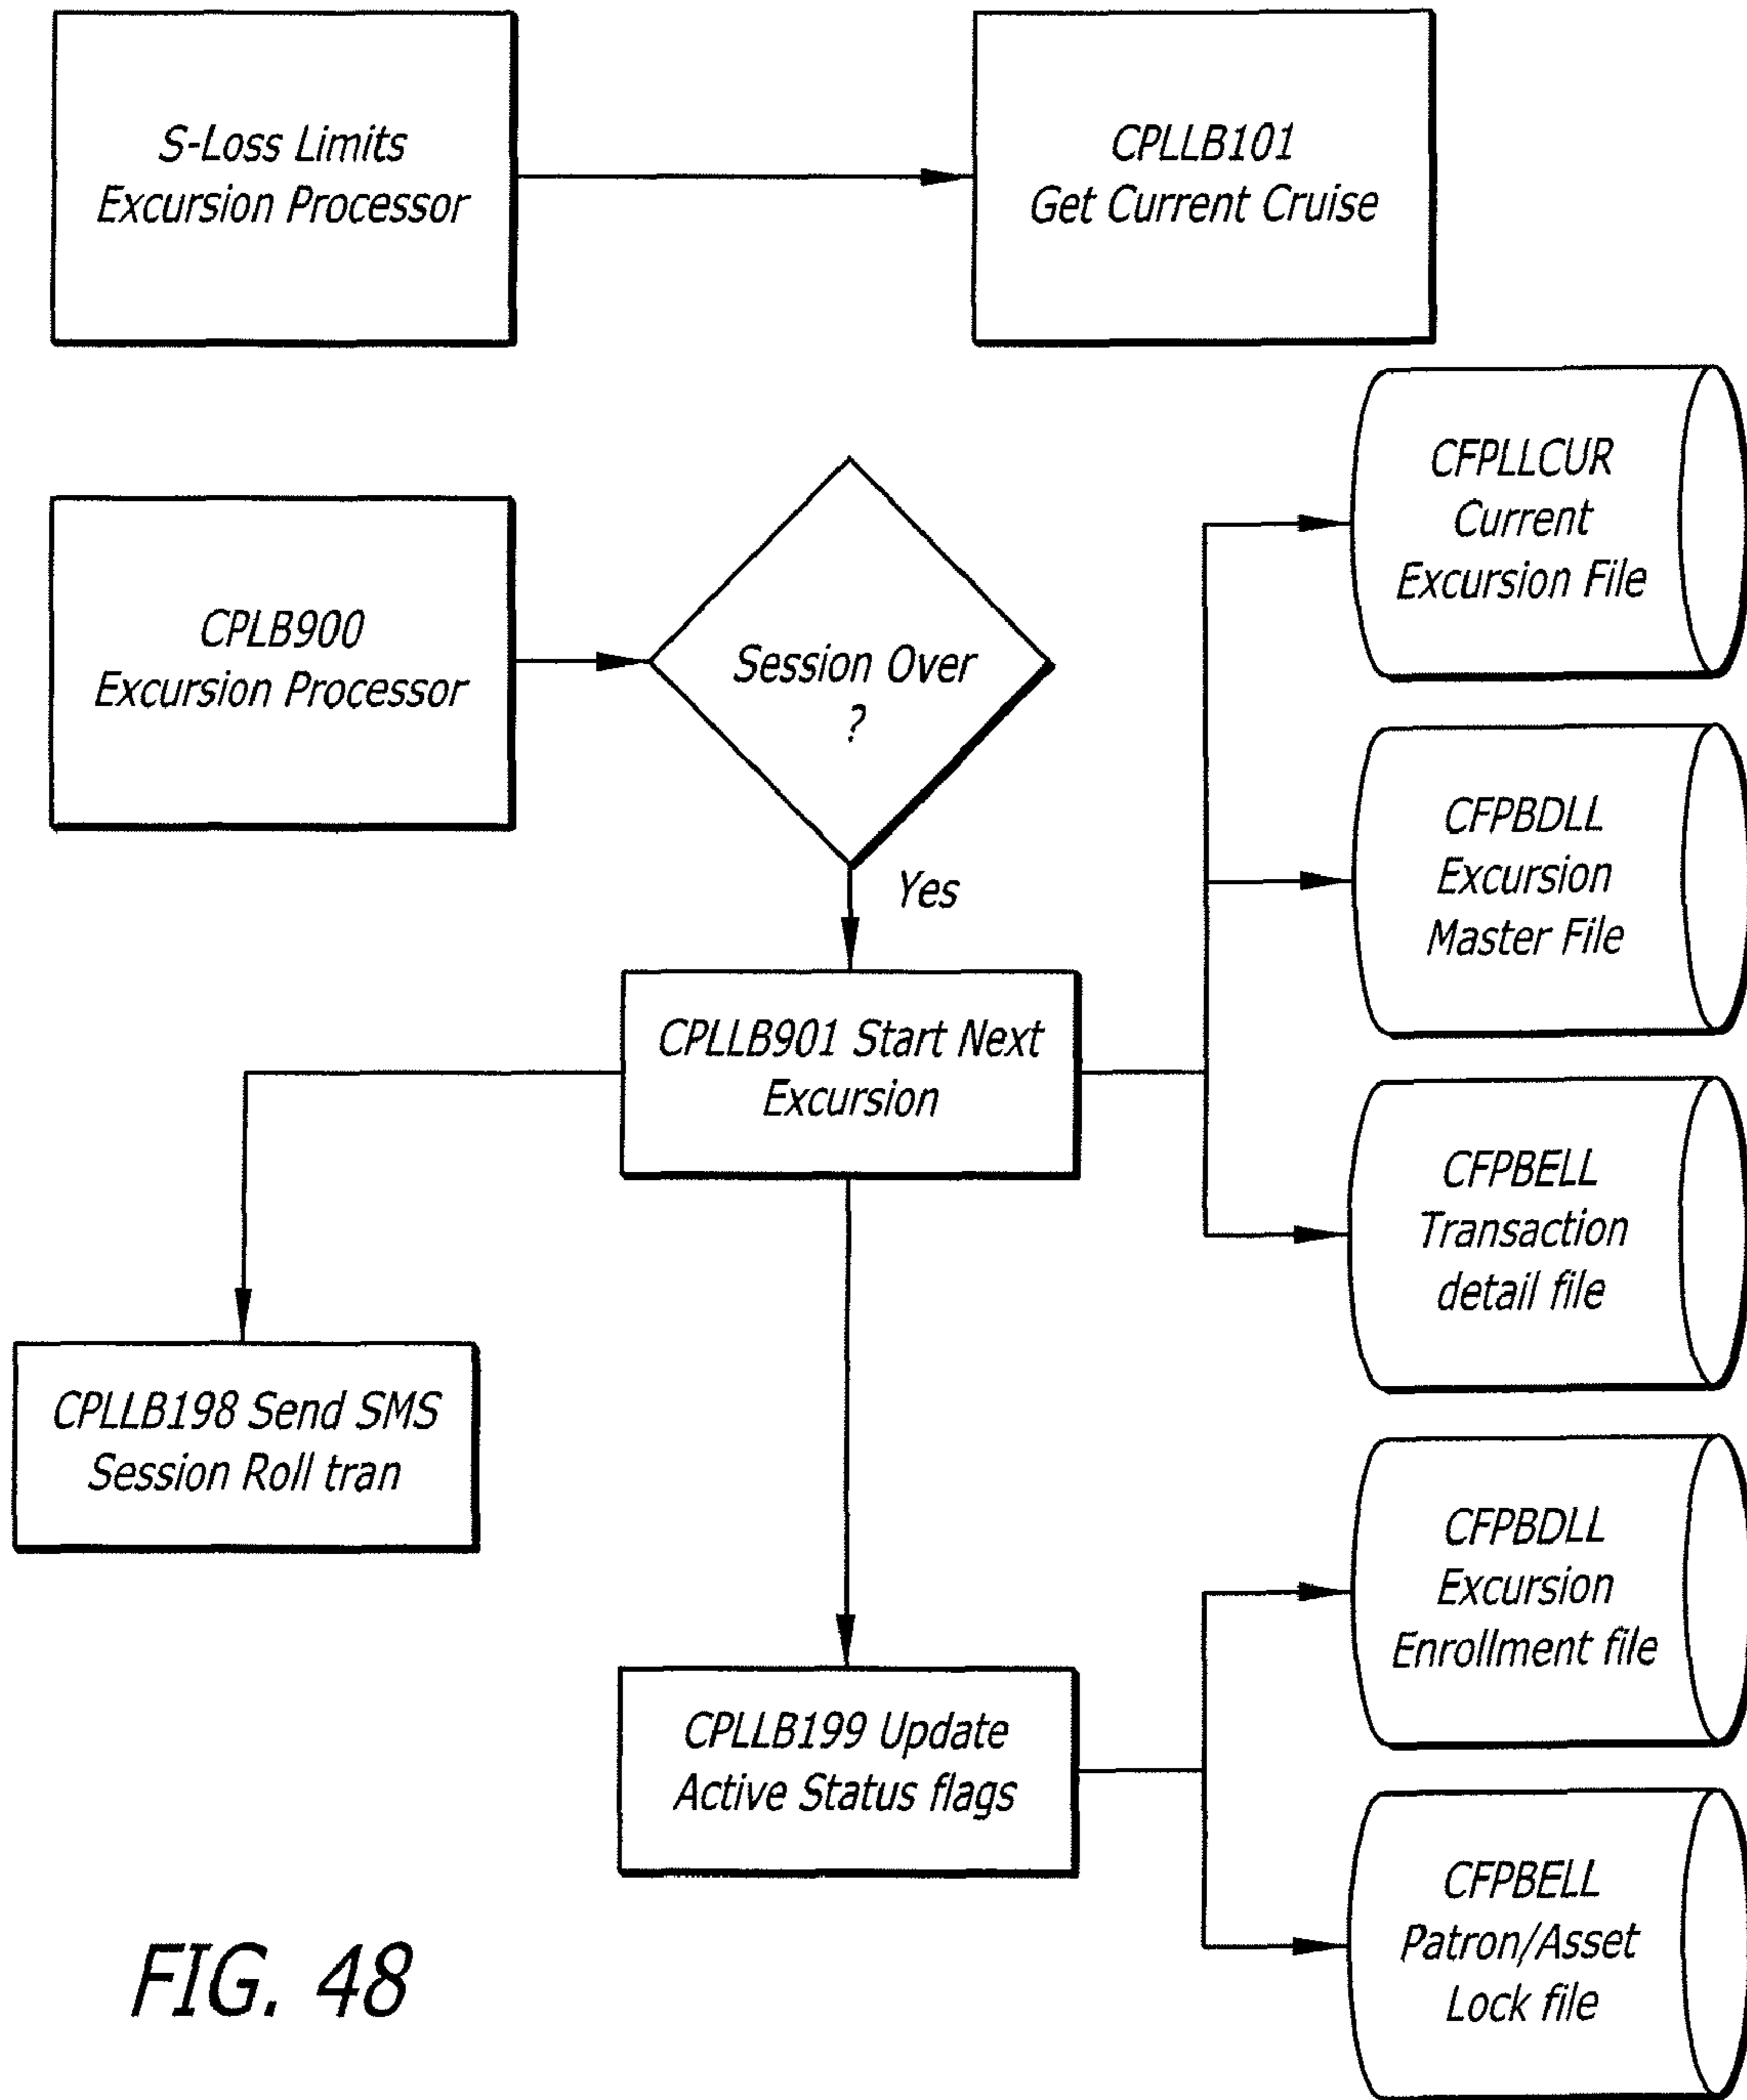 S-Loss Limits
Excursion Processor
CPLLB101
Get Current Cruise
CFPLLCUR
Current
Excursion File
CPLB900
Excursion Processor
Session Over
?
CFPBDLL
Excursion
Master File
Yes
CPLLB901 Start Next
Excursion
CFPBELL
Transaction
detail file
CPLLB198 Send SMS
Session Roll tran
CFPBDLL
Excursion
Enrollment file
CPLLB199 Update
Active Status flags
CFPBELL
Patron/Asset
Lock file
FIG. 48